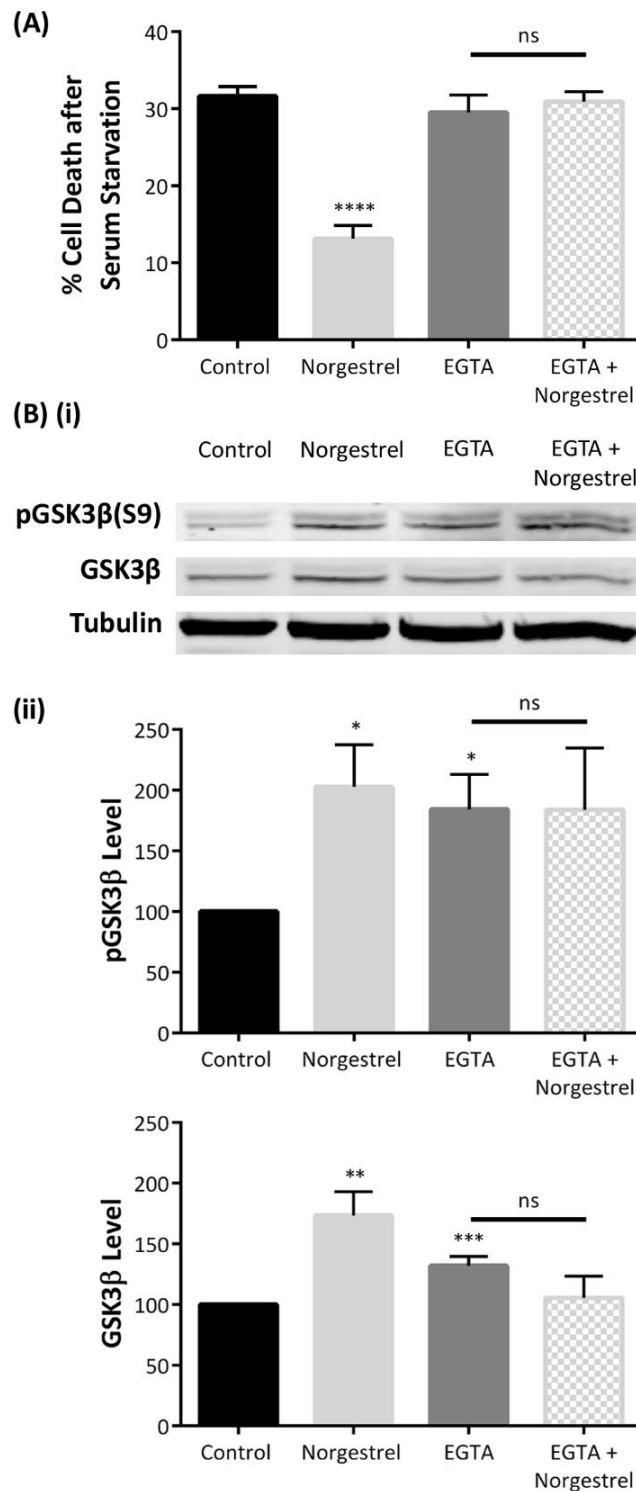 (A)
% Cell Death after
Serum Starvation
40
30
20
10
0
****
ns
Control
Norgestrel
EGTA
EGTA +
Norgestrel
(B) (i)
Control
Norgestrel
EGTA
EGTA +
Norgestrel
pGSK3β(S9)
GSK3β
Tubulin
(ii)
pGSK3β Level
250
200
150
100
50
0
*
*
ns
Control
Norgestrel
EGTA
EGTA +
Norgestrel
GSK3β Level
250
200
150
100
50
0
**
***
ns
Control
Norgestrel
EGTA
EGTA +
Norgestrel